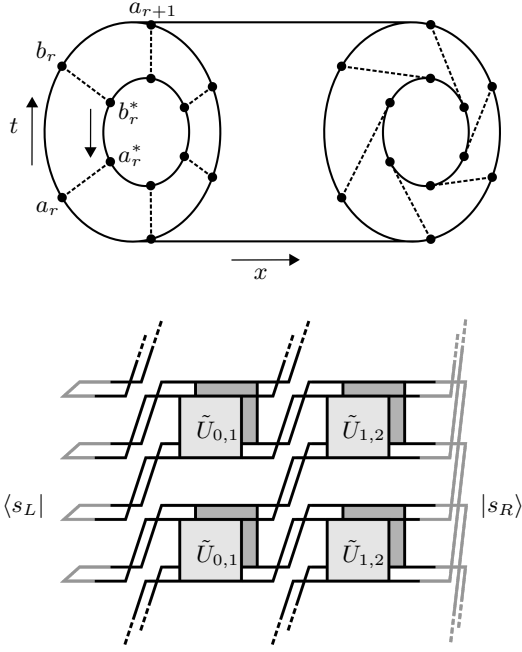 a_{r+1}
b_r
b_r^*
t
a_r^*
a_r
x
Ũ_{0,1} Ũ_{1,2}
⟨s_L| |s_R⟩
Ũ_{0,1} Ũ_{1,2}